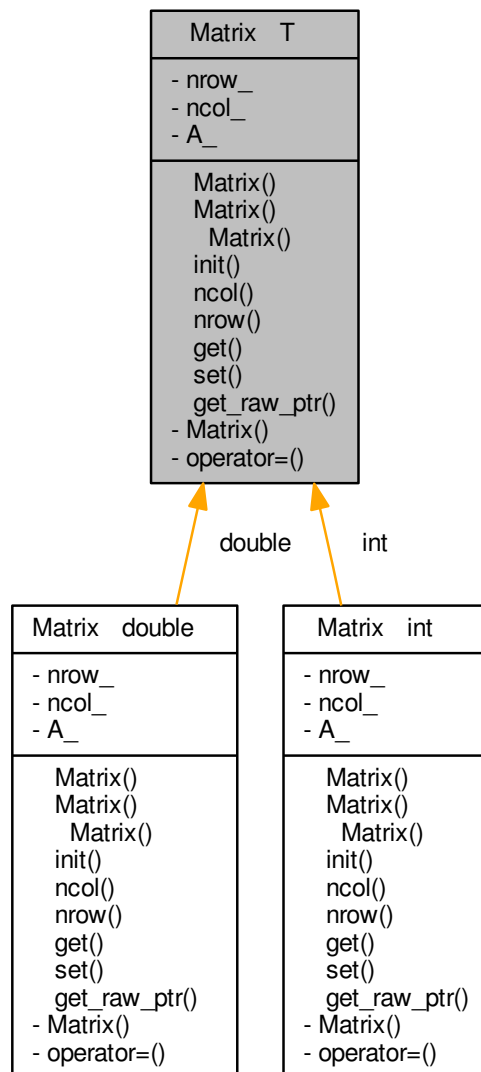 Matrix T
- nrow_
- ncol_
- A_
Matrix()
Matrix()
Matrix()
init()
ncol()
nrow()
get()
set()
get_raw_ptr()
- Matrix()
- operator=()
double
int
Matrix double
- nrow_
- ncol_
- A_
Matrix()
Matrix()
Matrix()
init()
ncol()
nrow()
get()
set()
get_raw_ptr()
- Matrix()
- operator=()
Matrix int
- nrow_
- ncol_
- A_
Matrix()
Matrix()
Matrix()
init()
ncol()
nrow()
get()
set()
get_raw_ptr()
- Matrix()
- operator=()